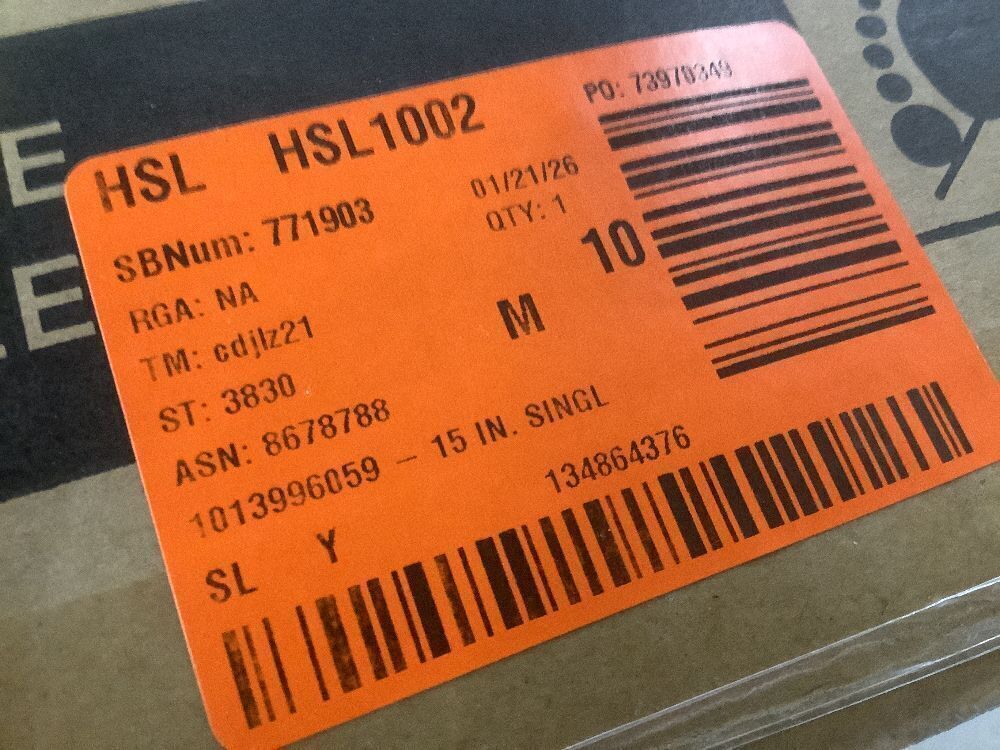 HSL HSL1002
PO: 73970349
SBNum: 771903
01/21/26
RGA: NA
QTY: 1
10
TM: cdjlz21
M
ST: 3830
ASN: 8678788
1013996059 – 15 IN. SINGL
134864376
SL Y
E
E